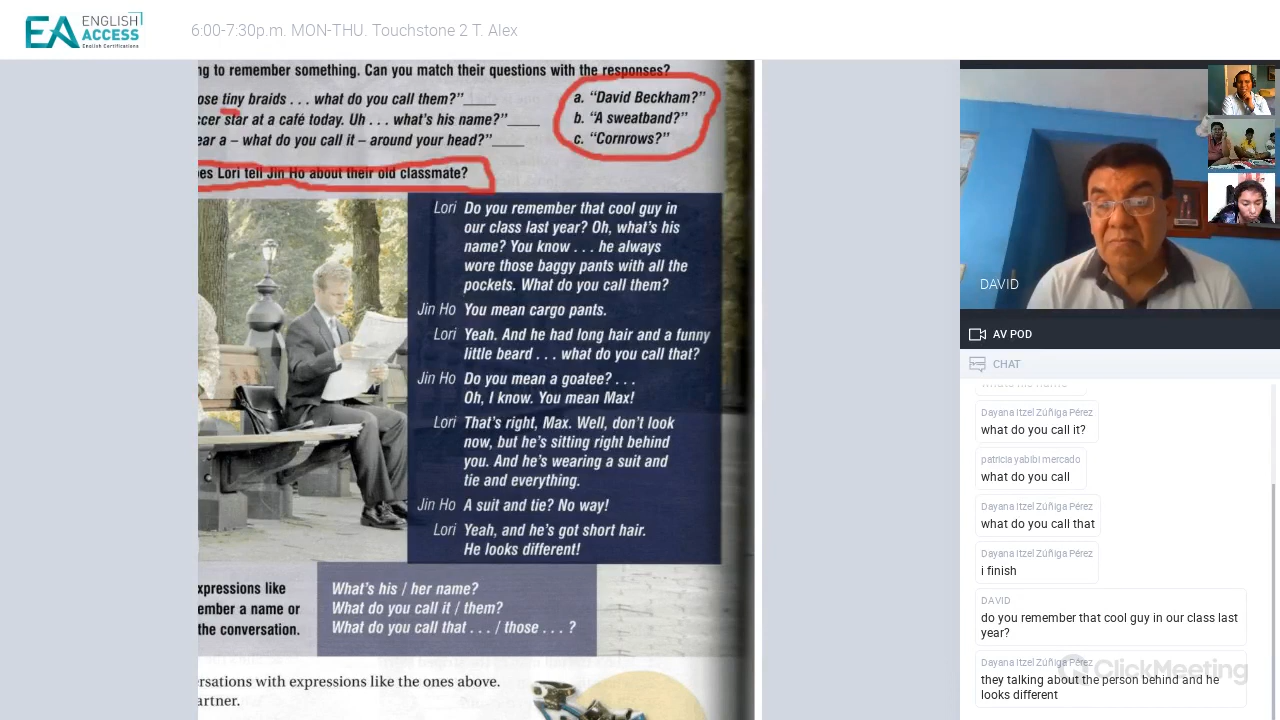 EA ENGLISH ACCESS
English Certifications
6:00-7:30p.m. MON-THU. Touchstone 2 T. Alex
ng to remember something. Can you match their questions with the responses?
ose tiny braids . . . what do you call them?”____
ccer star at a café today. Uh . . . what's his name?”____
ear a – what do you call it – around your head?”____
a. “David Beckham?”
b. “A sweatband?”
c. “Cornrows?”
es Lori tell Jin Ho about their old classmate?
Lori Do you remember that cool guy in
our class last year? Oh, what's his
name? You know . . . he always
wore those baggy pants with all the
pockets. What do you call them?
Jin Ho You mean cargo pants.
Lori Yeah. And he had long hair and a funny
little beard . . . what do you call that?
Jin Ho Do you mean a goatee? . . .
Oh, I know. You mean Max!
Lori That's right, Max. Well, don't look
now, but he's sitting right behind
you. And he's wearing a suit and
tie and everything.
Jin Ho A suit and tie? No way!
Lori Yeah, and he's got short hair.
He looks different!
xpressions like
ember a name or
the conversation.
What's his / her name?
What do you call it / them?
What do you call that . . . / those . . . ?
rsations with expressions like the ones above.
artner.
DAVID
AV POD
CHAT
Dayana Itzel Zúñiga Pérez
what do you call it?
patricia yabibi mercado
what do you call
Dayana Itzel Zúñiga Pérez
what do you call that
Dayana Itzel Zúñiga Pérez
i finish
DAVID
do you remember that cool guy in our class last
year?
Dayana Itzel Zúñiga Pérez
they talking about the person behind and he
looks different
ClickMeeting